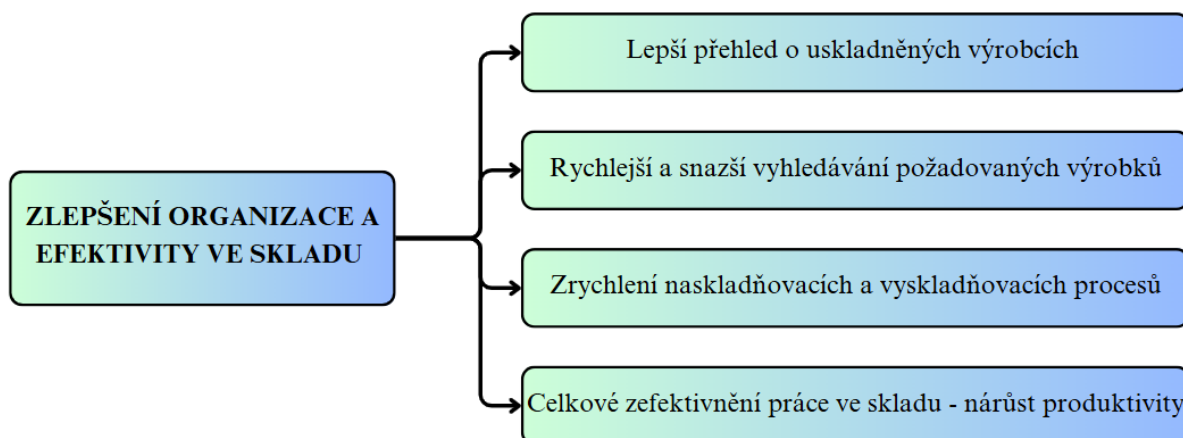 Lepší přehled o uskladněných výrobcích
Rychlejší a snazší vyhledávání požadovaných výrobků
ZLEPŠENÍ ORGANIZACE A
EFEKTIVITY VE SKLADU
Zrychlení naskladňovacích a vyskladňovacích procesů
Celkové zefektivnění práce ve skladu - nárůst produktivity